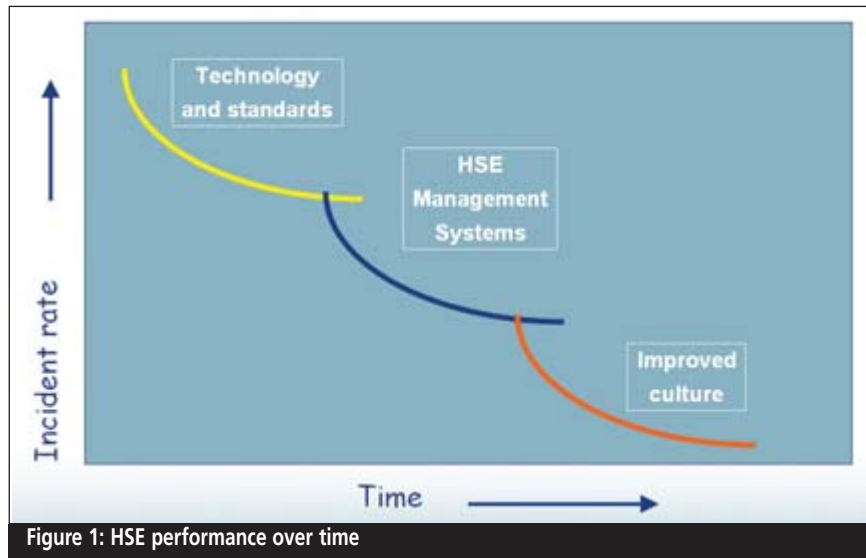 Technology
and standards
HSE
Management
Systems
Improved
culture
Incident rate
Time
Figure 1: HSE performance over time